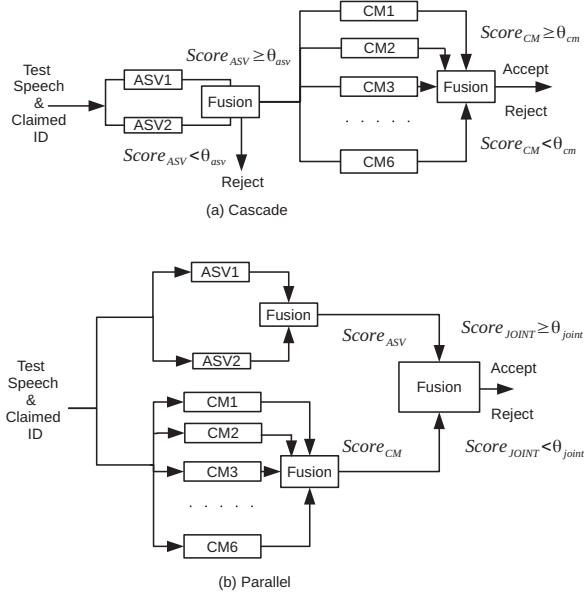 CM1
Score_ASV ≥ θ_asv
Score_CM ≥ θ_cm
CM2
Test
Speech
&
Claimed
ID
ASV1
Fusion
CM3
Fusion
Accept
Reject
ASV2
. . . . .
Score_ASV < θ_asv
Score_CM < θ_cm
CM6
Reject
(a) Cascade
ASV1
Fusion
Score_ASV
Score_JOINT ≥ θ_joint
ASV2
Test
Speech
&
Claimed
ID
Fusion
Accept
Reject
CM1
CM2
Score_CM
Score_JOINT < θ_joint
CM3
Fusion
. . . . .
CM6
(b) Parallel